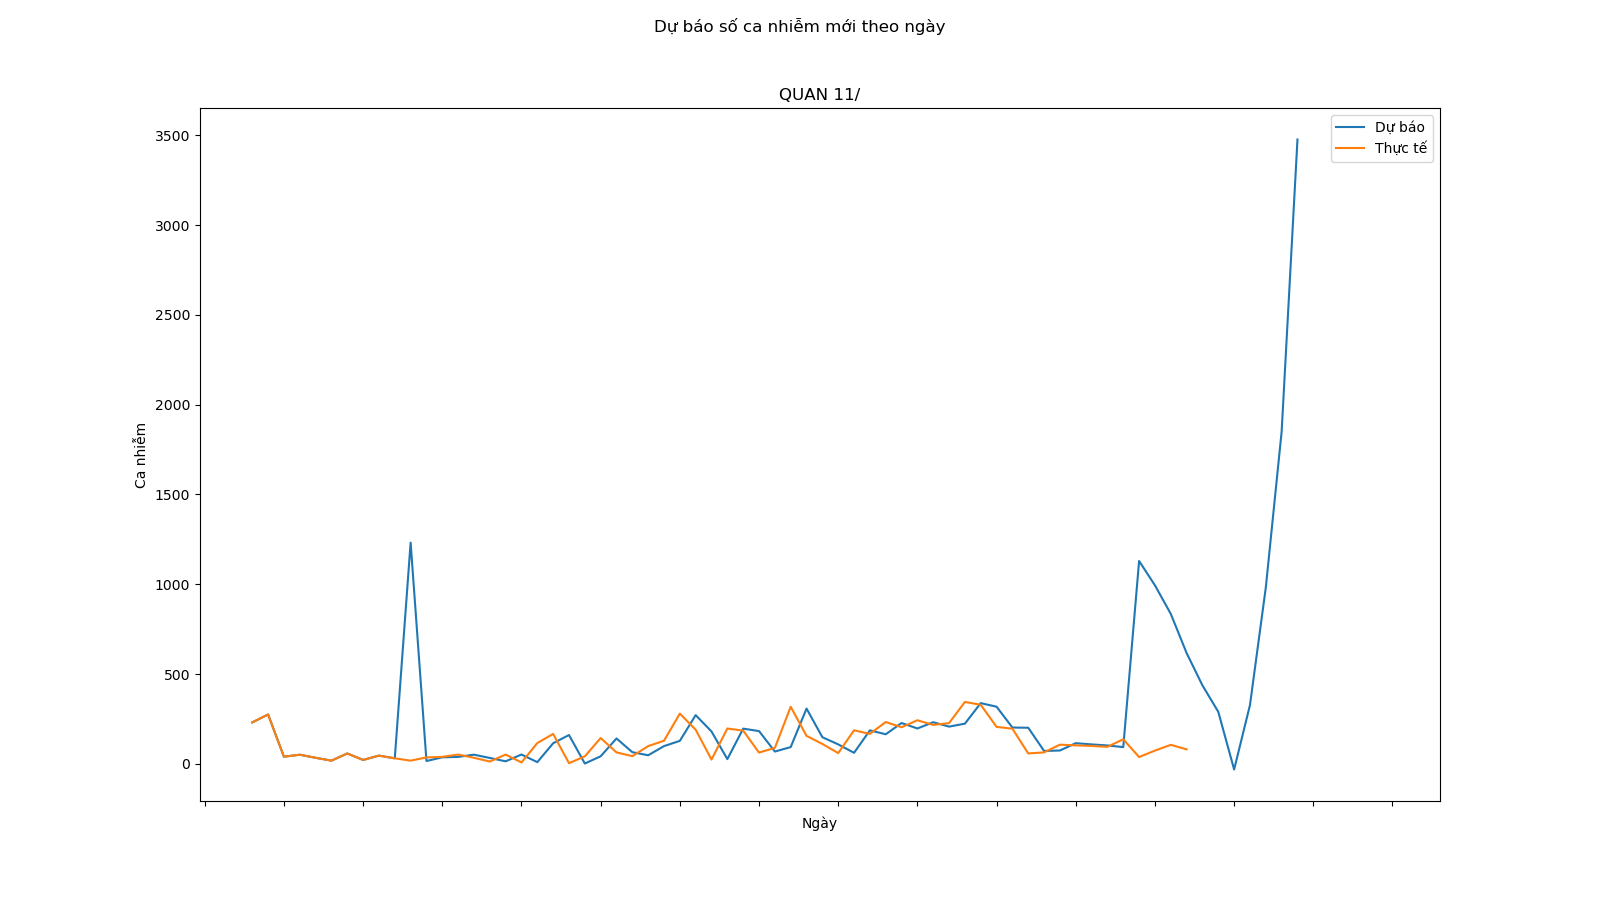 Dự báo số ca nhiễm mới theo ngày
QUAN 11/
Dự báo
Thực tế
3500
3000
2500
2000
1500
1000
500
0
Ca nhiễm
Ngày